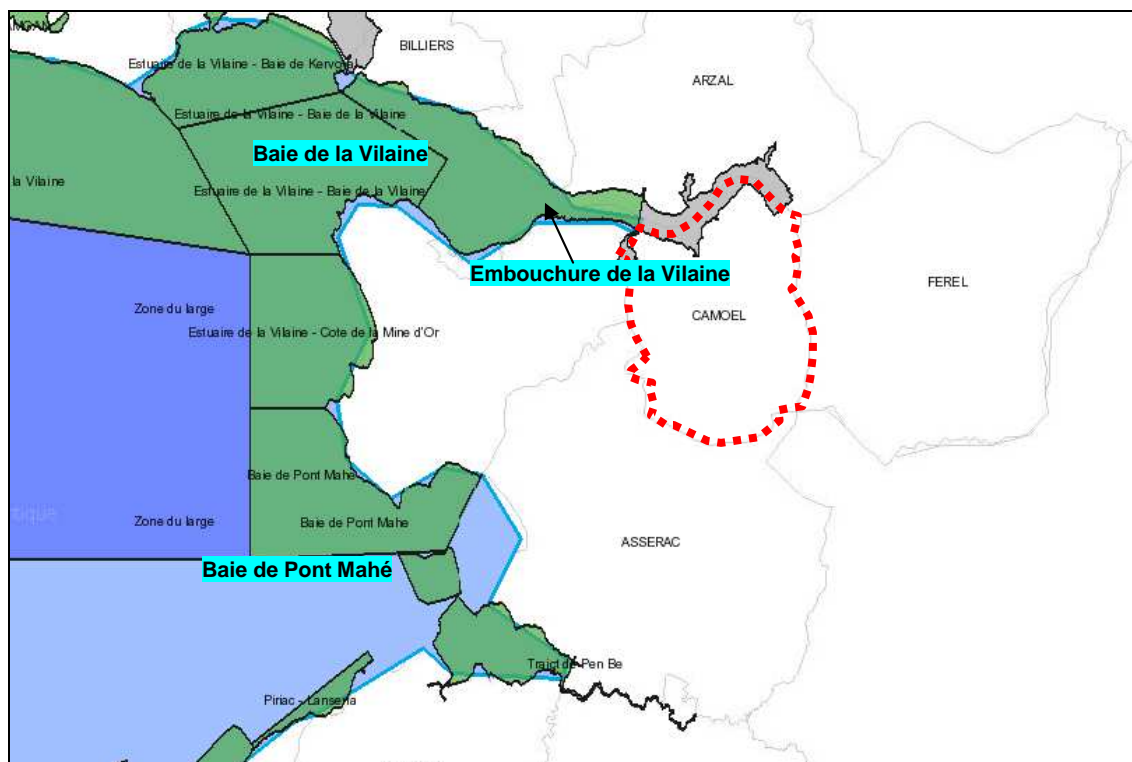 BILLIERS
Estuaire de la Vilaine - Baie de Kervoyal
ARZAL
Estuaire de la Vilaine - Baie de la Vilaine
Baie de la Vilaine
la Vilaine
Estuaire de la Vilaine - Baie de la Vilaine
Embouchure de la Vilaine
FEREL
Zone du large
CAMOEL
Estuaire de la Vilaine - Cote de la Mine d'Or
Baie de Pont Mahe
tique
Zone du large
Baie de Pont Mahe
ASSERAC
Baie de Pont Mahé
Traict de Pen Be
Piriac - Lanseria